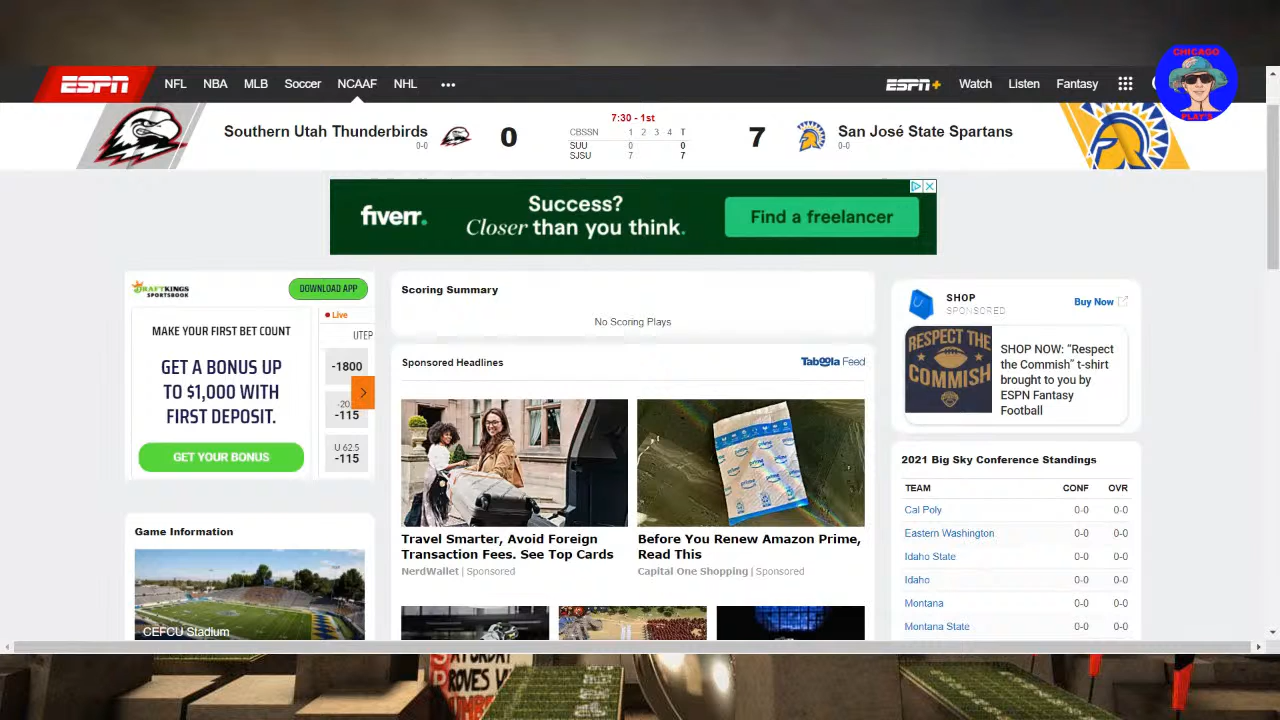 CHICAGO
PLAY'S
ESPN NFL NBA MLB Soccer NCAAF NHL ••• ESPN+ Watch Listen Fantasy
Southern Utah Thunderbirds
0-0
0
7:30 - 1st
CBSSN 1 2 3 4 T
SUU 0 0
SJSU 7 7
7
San José State Spartans
0-0
fiverr.
Success?
Closer than you think.
Find a freelancer
DRAFTKINGS
SPORTSBOOK
DOWNLOAD APP
MAKE YOUR FIRST BET COUNT
GET A BONUS UP
TO $1,000 WITH
FIRST DEPOSIT.
GET YOUR BONUS
Live
UTEP
-1800
-115
U 62.5
-115
Game Information
CEFCU Stadium
Scoring Summary
No Scoring Plays
Sponsored Headlines
Taboola Feed
Travel Smarter, Avoid Foreign
Transaction Fees. See Top Cards
NerdWallet | Sponsored
prime
Before You Renew Amazon Prime,
Read This
Capital One Shopping | Sponsored
SHOP
SPONSORED
Buy Now
RESPECT THE
COMMISH
SHOP NOW: “Respect
the Commish” t-shirt
brought to you by
ESPN Fantasy
Football
2021 Big Sky Conference Standings
TEAM CONF OVR
Cal Poly 0-0 0-0
Eastern Washington 0-0 0-0
Idaho State 0-0 0-0
Idaho 0-0 0-0
Montana 0-0 0-0
Montana State 0-0 0-0